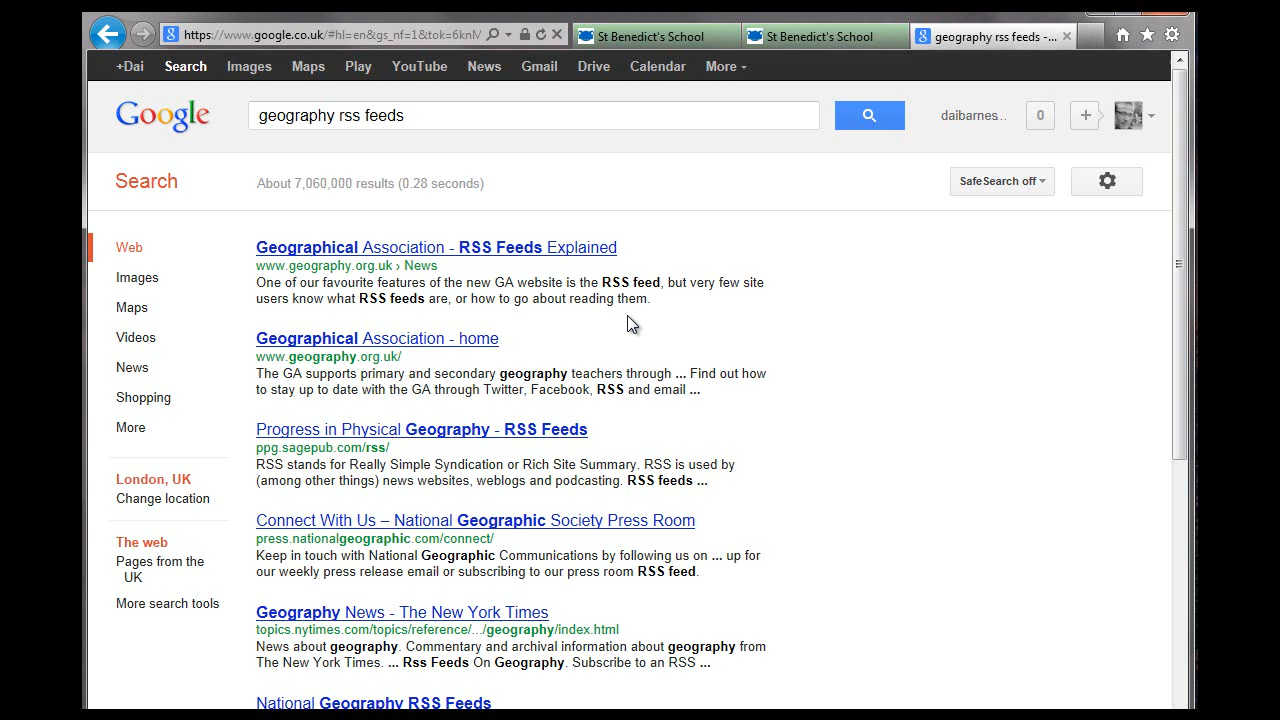 https://www.google.co.uk/#hl=en&gs_nf=1&tok=6knV
St Benedict's School
St Benedict's School
geography rss feeds -...
+Dai Search Images Maps Play YouTube News Gmail Drive Calendar More
Google
geography rss feeds
daibarnes...
0
+
Search
About 7,060,000 results (0.28 seconds)
SafeSearch off
Web
Images
Maps
Videos
News
Shopping
More
London, UK
Change location
The web
Pages from the
UK
More search tools
Geographical Association - RSS Feeds Explained
www.geography.org.uk › News
One of our favourite features of the new GA website is the RSS feed, but very few site
users know what RSS feeds are, or how to go about reading them.
Geographical Association - home
www.geography.org.uk/
The GA supports primary and secondary geography teachers through ... Find out how
to stay up to date with the GA through Twitter, Facebook, RSS and email ...
Progress in Physical Geography - RSS Feeds
ppg.sagepub.com/rss/
RSS stands for Really Simple Syndication or Rich Site Summary. RSS is used by
(among other things) news websites, weblogs and podcasting. RSS feeds ...
Connect With Us – National Geographic Society Press Room
press.nationalgeographic.com/connect/
Keep in touch with National Geographic Communications by following us on ... up for
our weekly press release email or subscribing to our press room RSS feed.
Geography News - The New York Times
topics.nytimes.com/topics/reference/.../geography/index.html
News about geography. Commentary and archival information about geography from
The New York Times. ... Rss Feeds On Geography. Subscribe to an RSS ...
National Geography RSS Feeds